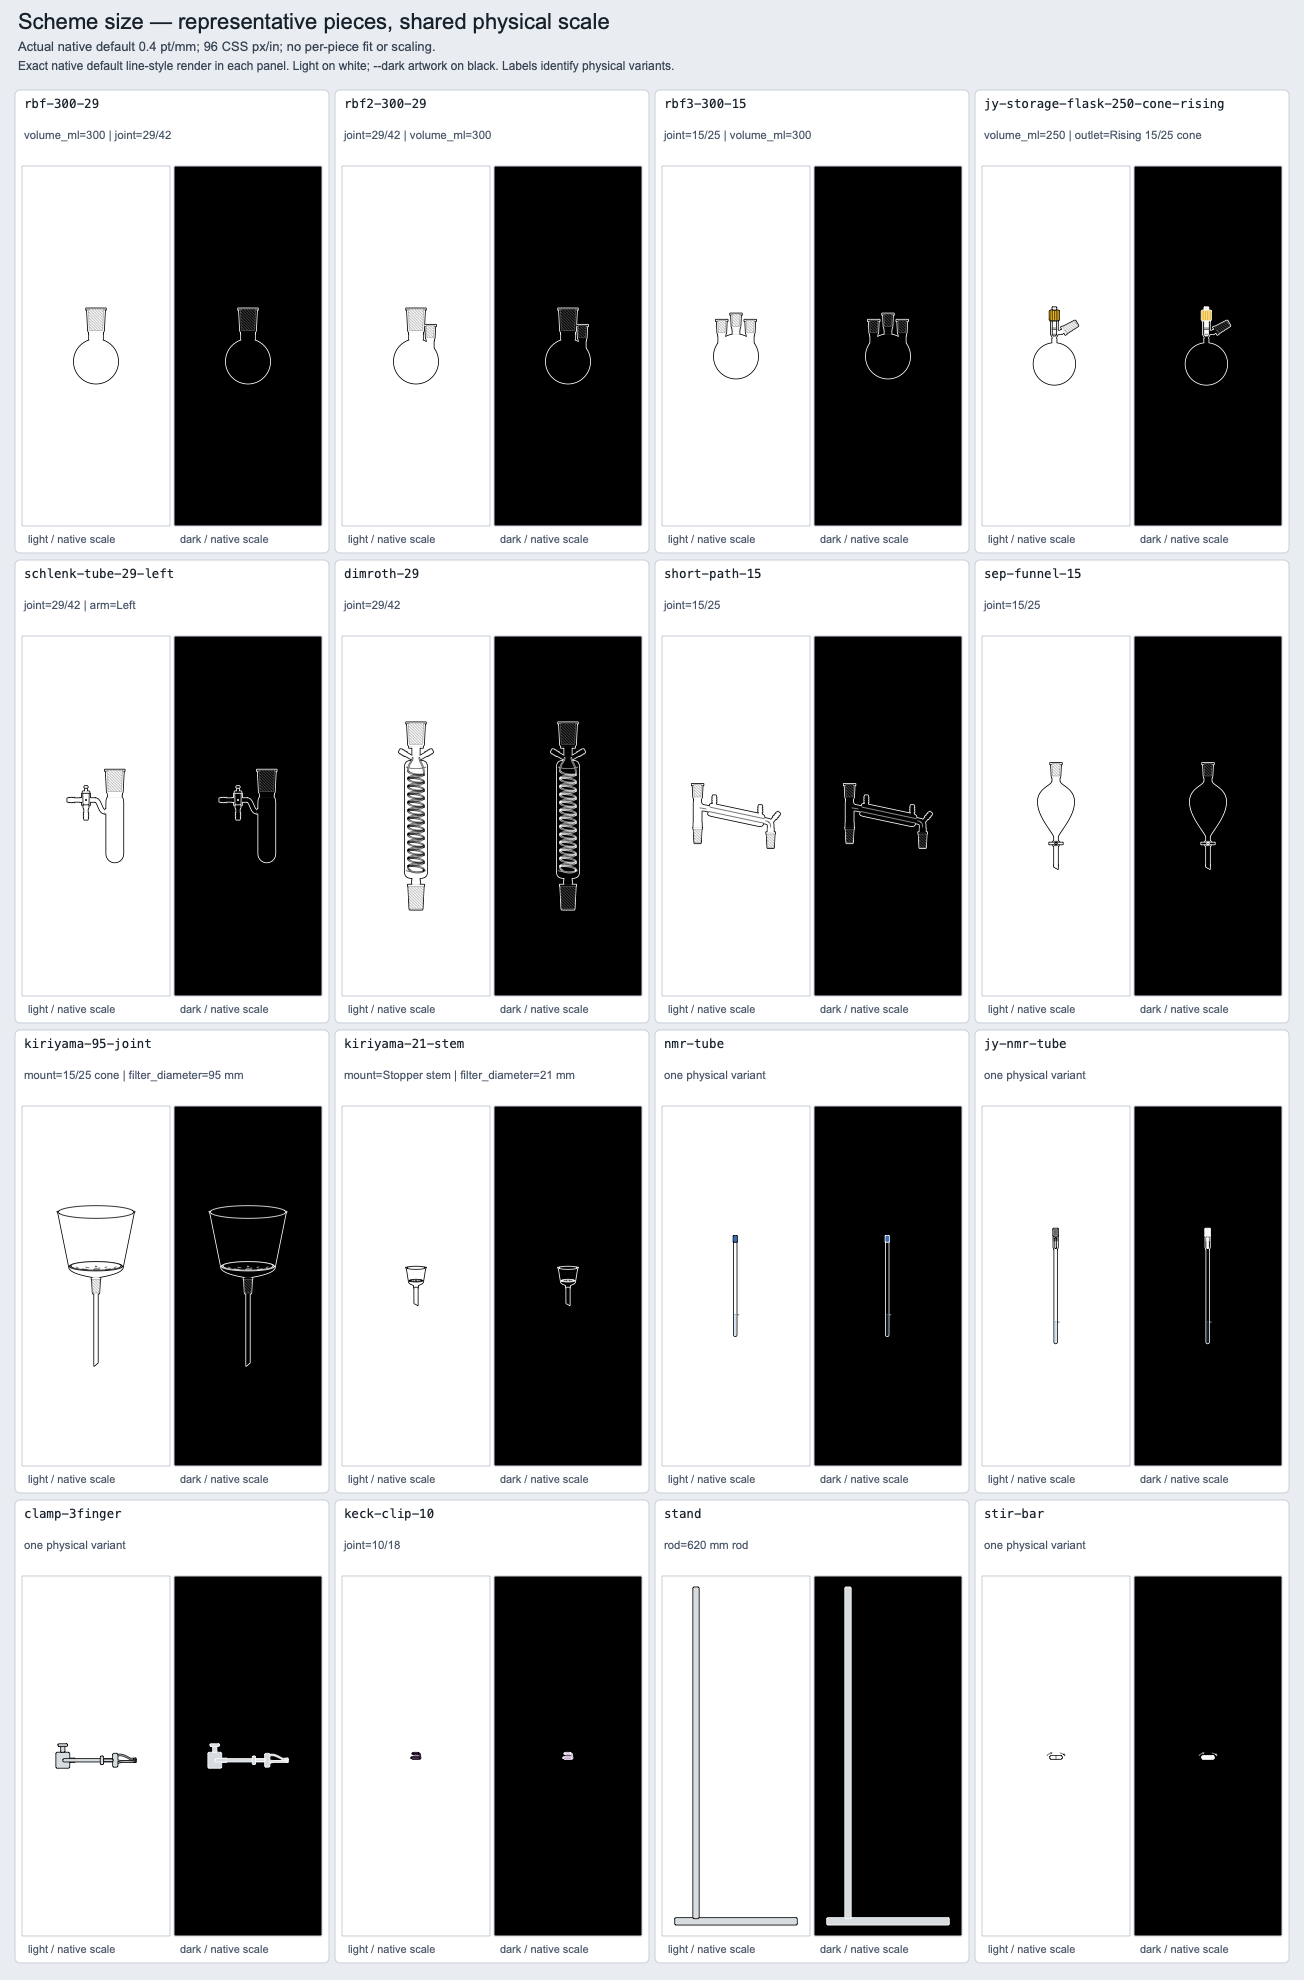 Scheme size — representative pieces, shared physical scale
Actual native default 0.4 pt/mm; 96 CSS px/in; no per-piece fit or scaling.
Exact native default line-style render in each panel. Light on white; --dark artwork on black. Labels identify physical variants.
rbf-300-29
volume_ml=300 | joint=29/42
light / native scale
dark / native scale
rbf2-300-29
joint=29/42 | volume_ml=300
light / native scale
dark / native scale
rbf3-300-15
joint=15/25 | volume_ml=300
light / native scale
dark / native scale
jy-storage-flask-250-cone-rising
volume_ml=250 | outlet=Rising 15/25 cone
light / native scale
dark / native scale
schlenk-tube-29-left
joint=29/42 | arm=Left
light / native scale
dark / native scale
dimroth-29
joint=29/42
light / native scale
dark / native scale
short-path-15
joint=15/25
light / native scale
dark / native scale
sep-funnel-15
joint=15/25
light / native scale
dark / native scale
kiriyama-95-joint
mount=15/25 cone | filter_diameter=95 mm
light / native scale
dark / native scale
kiriyama-21-stem
mount=Stopper stem | filter_diameter=21 mm
light / native scale
dark / native scale
nmr-tube
one physical variant
light / native scale
dark / native scale
jy-nmr-tube
one physical variant
light / native scale
dark / native scale
clamp-3finger
one physical variant
light / native scale
dark / native scale
keck-clip-10
joint=10/18
light / native scale
dark / native scale
stand
rod=620 mm rod
light / native scale
dark / native scale
stir-bar
one physical variant
light / native scale
dark / native scale